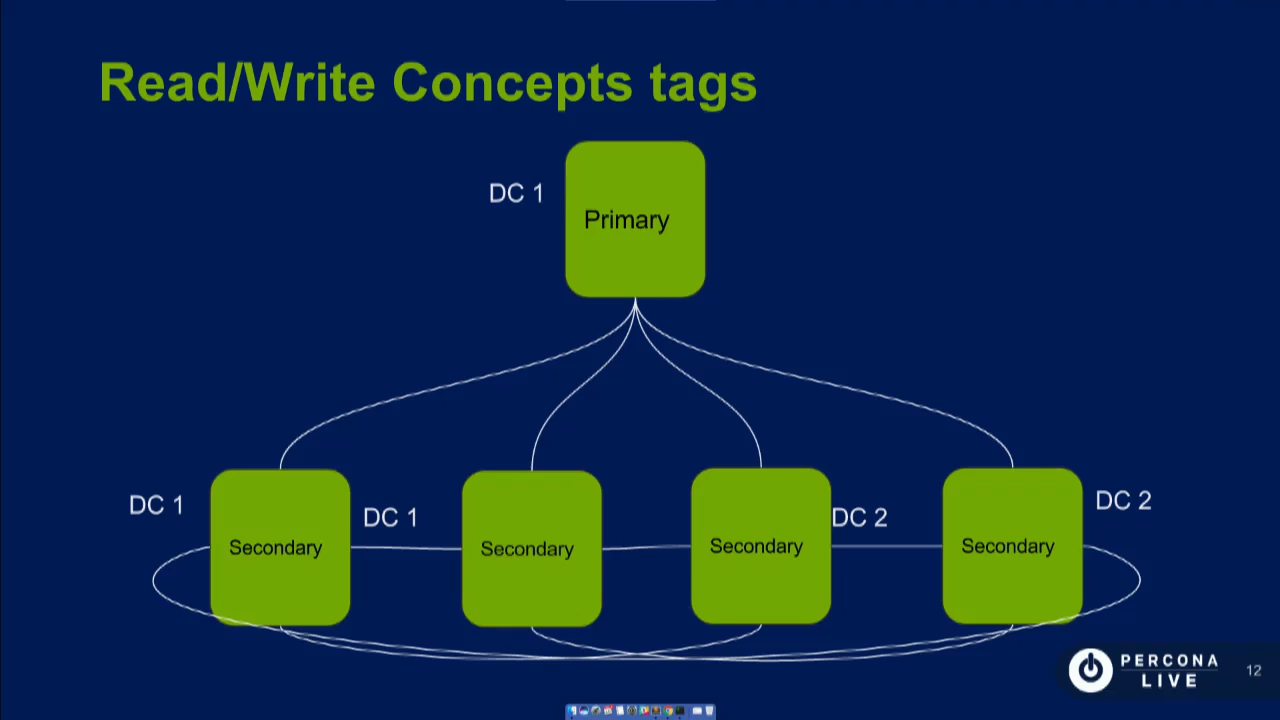 Read/Write Concepts tags
DC 1
Primary
DC 1
Secondary
DC 1
Secondary
Secondary
DC 2
Secondary
DC 2
PERCONA
LIVE
12